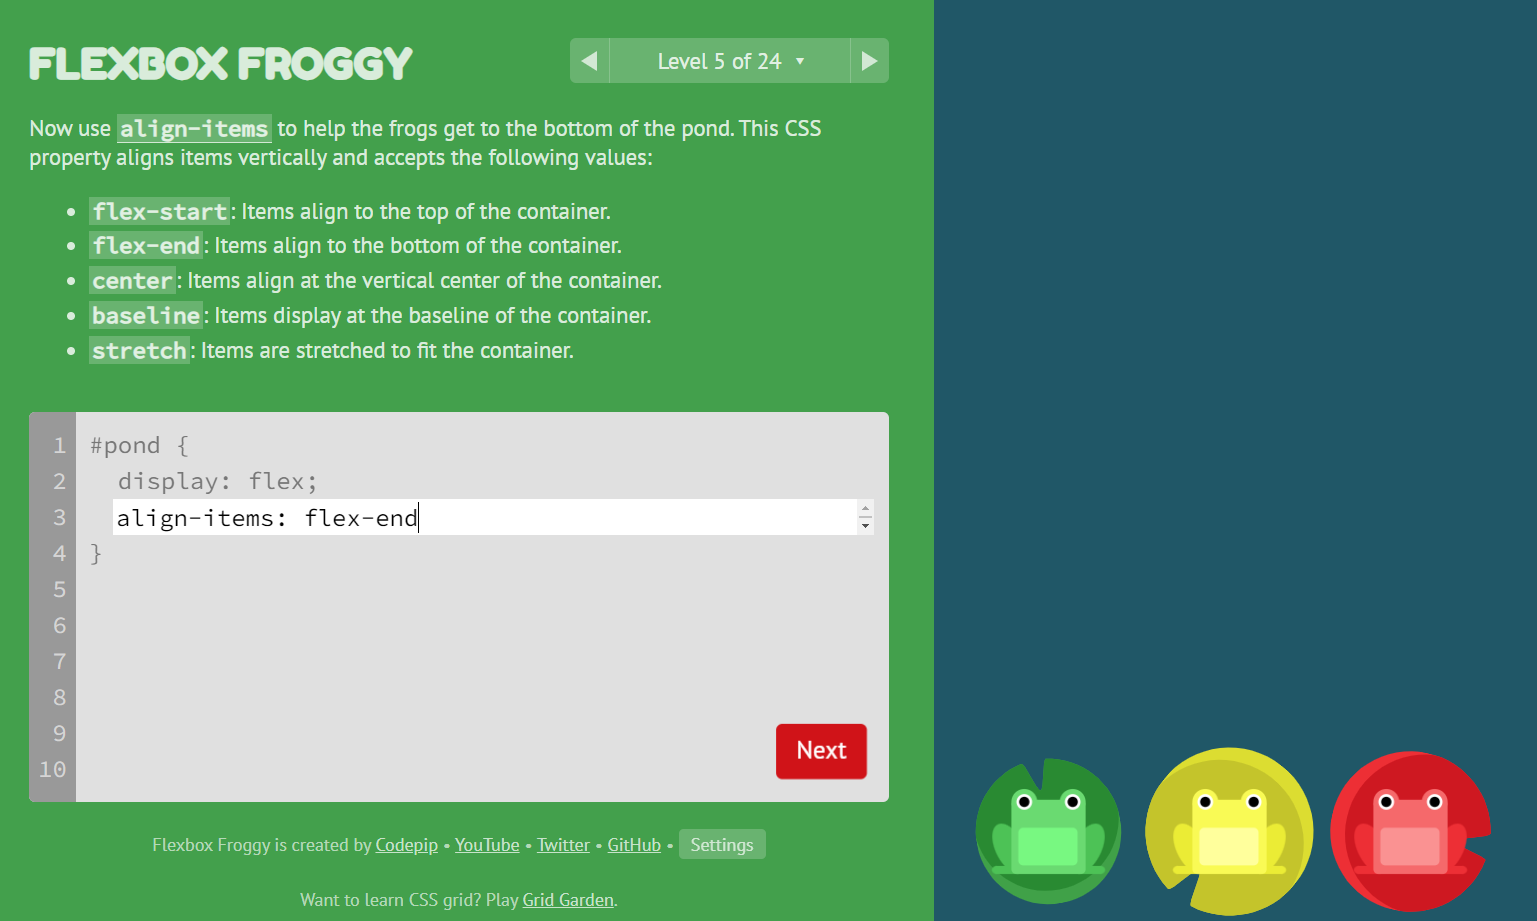 FLEXBOX FROGGY
◀ Level 5 of 24 ▾ ▶
Now use align-items to help the frogs get to the bottom of the pond. This CSS
property aligns items vertically and accepts the following values:
• flex-start: Items align to the top of the container.
• flex-end: Items align to the bottom of the container.
• center: Items align at the vertical center of the container.
• baseline: Items display at the baseline of the container.
• stretch: Items are stretched to fit the container.
1 #pond {
2   display: flex;
3   align-items: flex-end
4 }
5
6
7
8
9
10
Next
Flexbox Froggy is created by Codepip • YouTube • Twitter • GitHub • Settings
Want to learn CSS grid? Play Grid Garden.